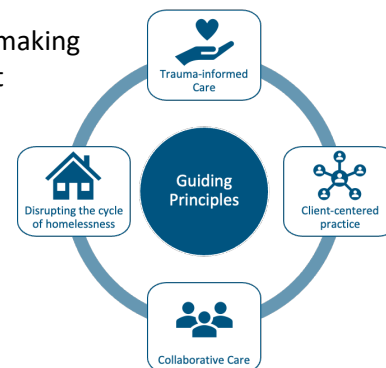 making
Trauma-informed
Care
Guiding
Principles
Disrupting the cycle
of homelessness
Client-centered
practice
Collaborative Care